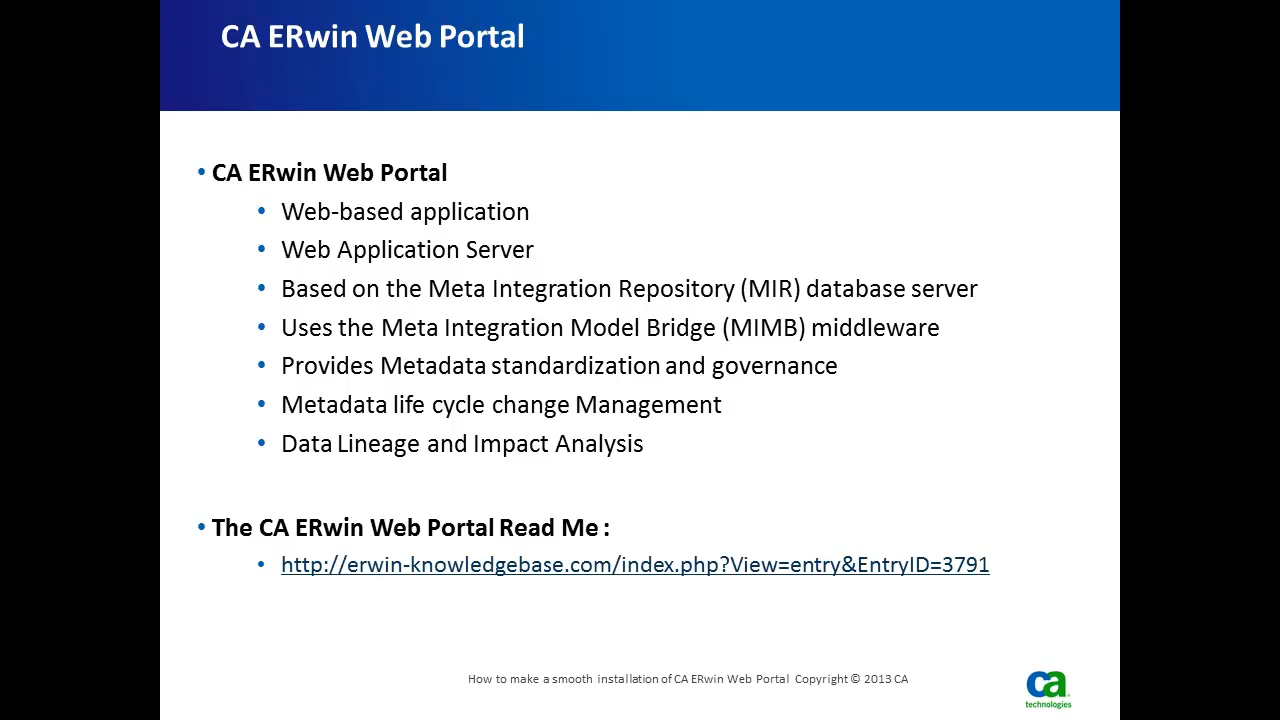 CA ERwin Web Portal
• CA ERwin Web Portal
• Web-based application
• Web Application Server
• Based on the Meta Integration Repository (MIR) database server
• Uses the Meta Integration Model Bridge (MIMB) middleware
• Provides Metadata standardization and governance
• Metadata life cycle change Management
• Data Lineage and Impact Analysis
• The CA ERwin Web Portal Read Me :
• http://erwin-knowledgebase.com/index.php?View=entry&EntryID=3791
How to make a smooth installation of CA ERwin Web Portal Copyright © 2013 CA
ca
technologies